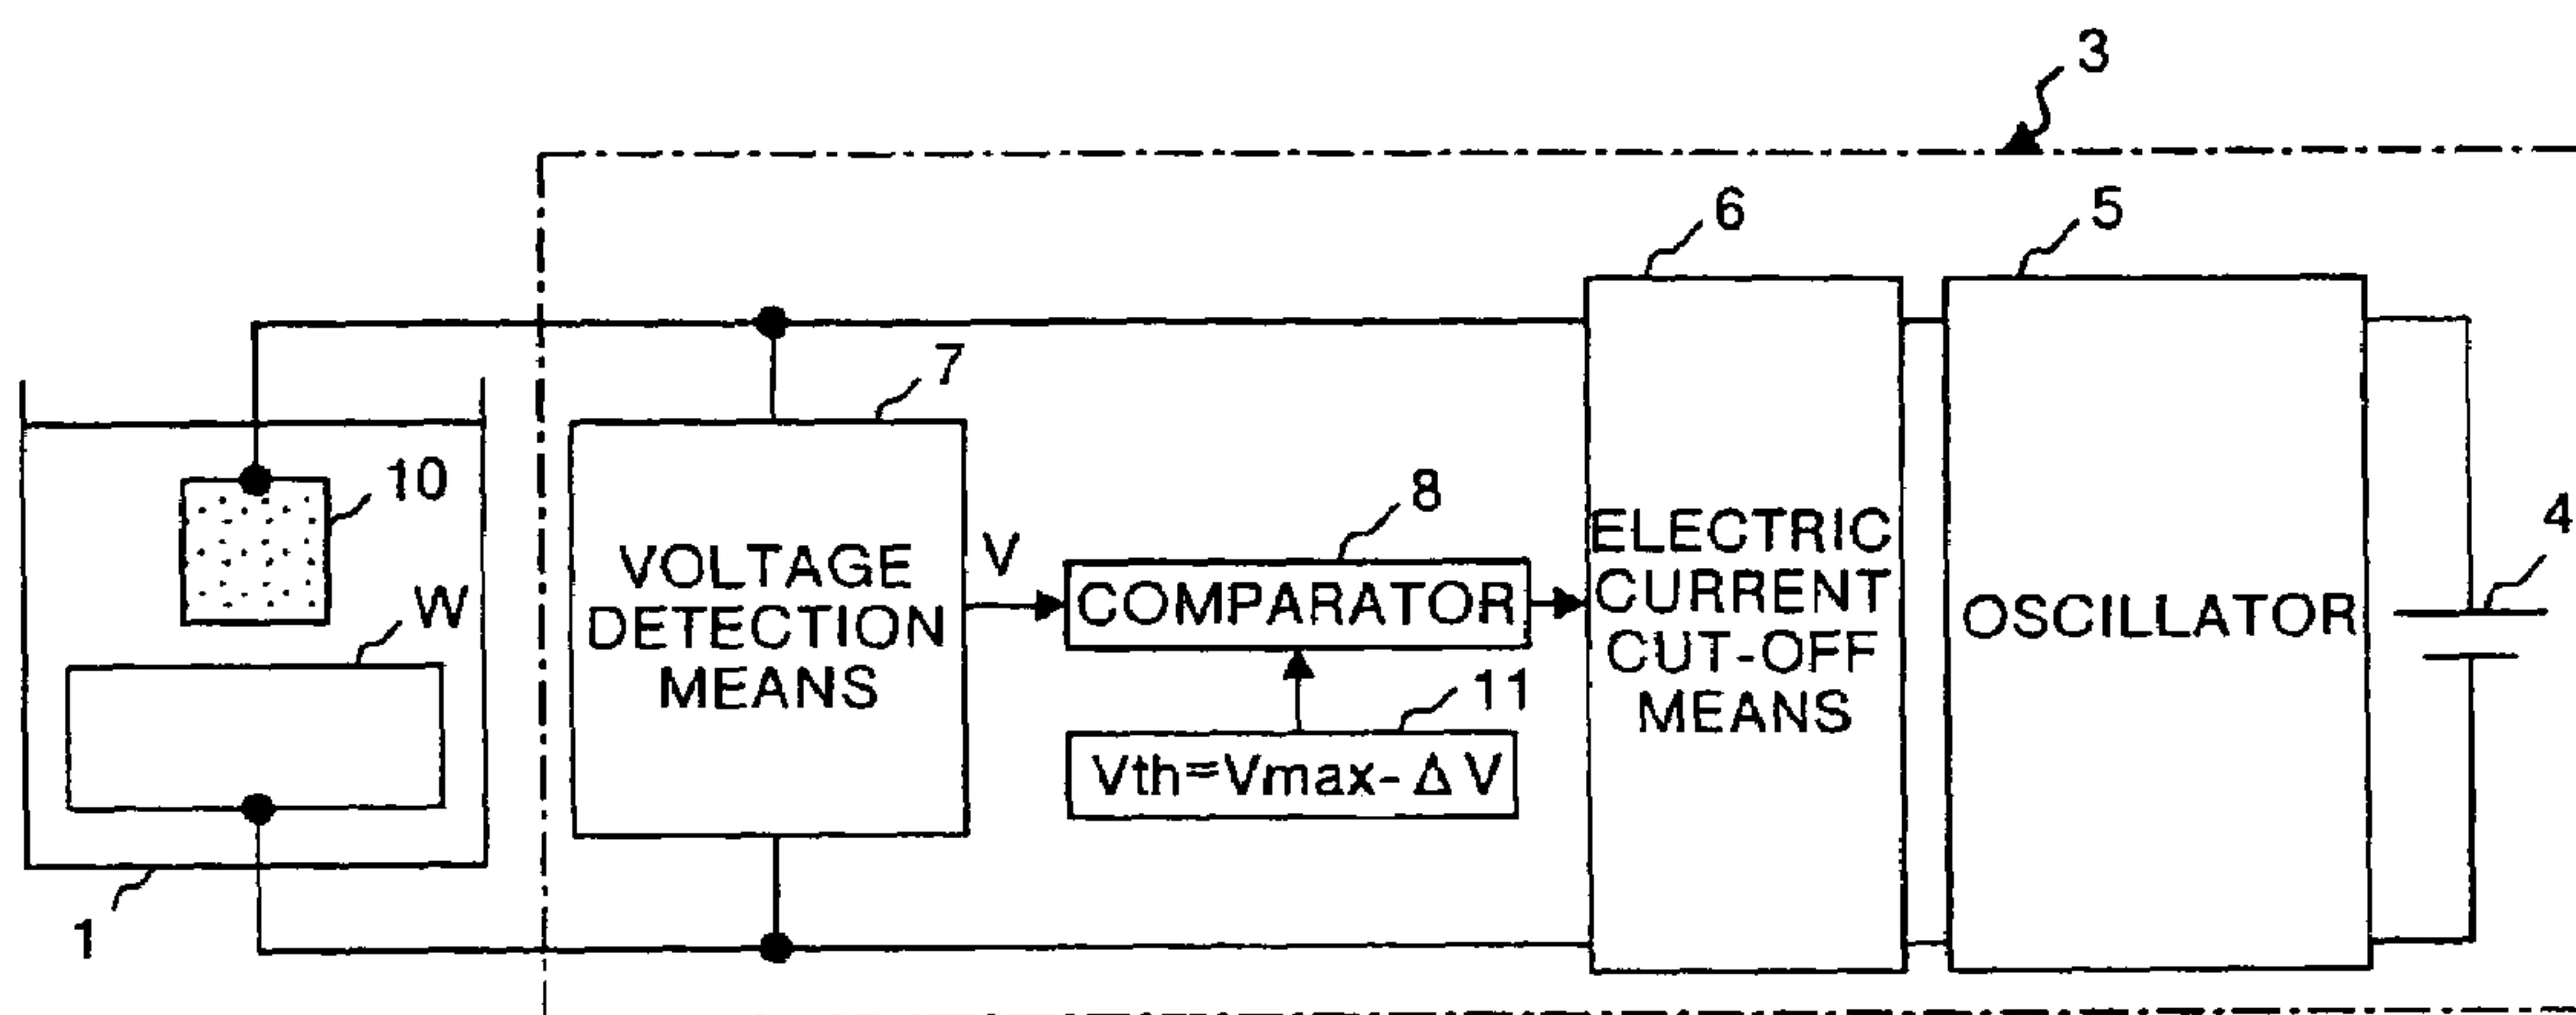 3
6
5
7
4
10
8
V
W
VOLTAGE
DETECTION
MEANS
COMPARATOR
ELECTRIC
CURRENT
CUT-OFF
MEANS
OSCILLATOR
11
Vth=Vmax-ΔV
1